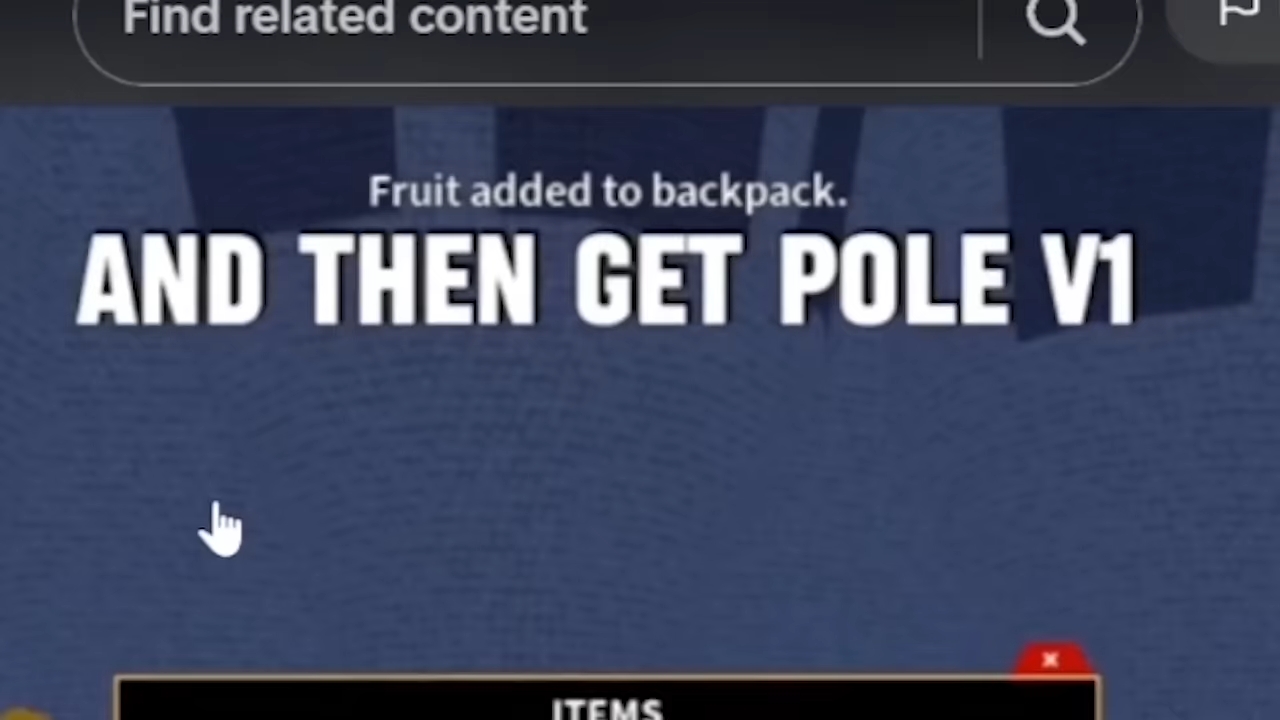 Find related content
Fruit added to backpack.
AND THEN GET POLE V1
ITEMS